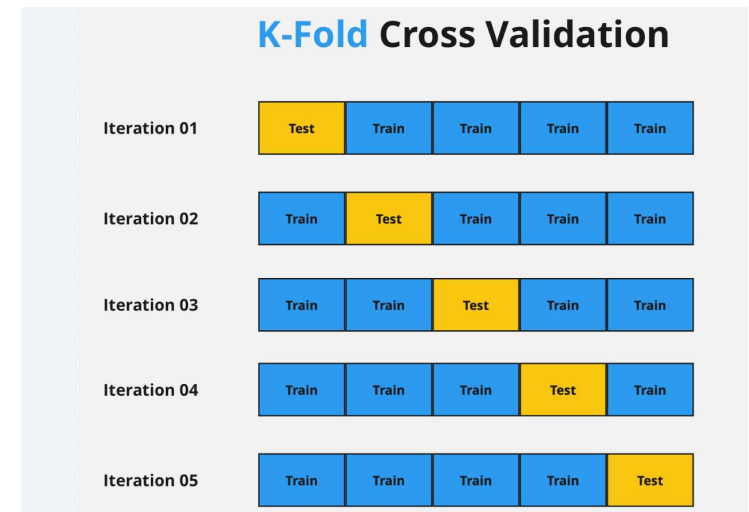 K-Fold Cross Validation
Iteration 01 Test Train Train Train Train
Iteration 02 Train Test Train Train Train
Iteration 03 Train Train Test Train Train
Iteration 04 Train Train Train Test Train
Iteration 05 Train Train Train Train Test